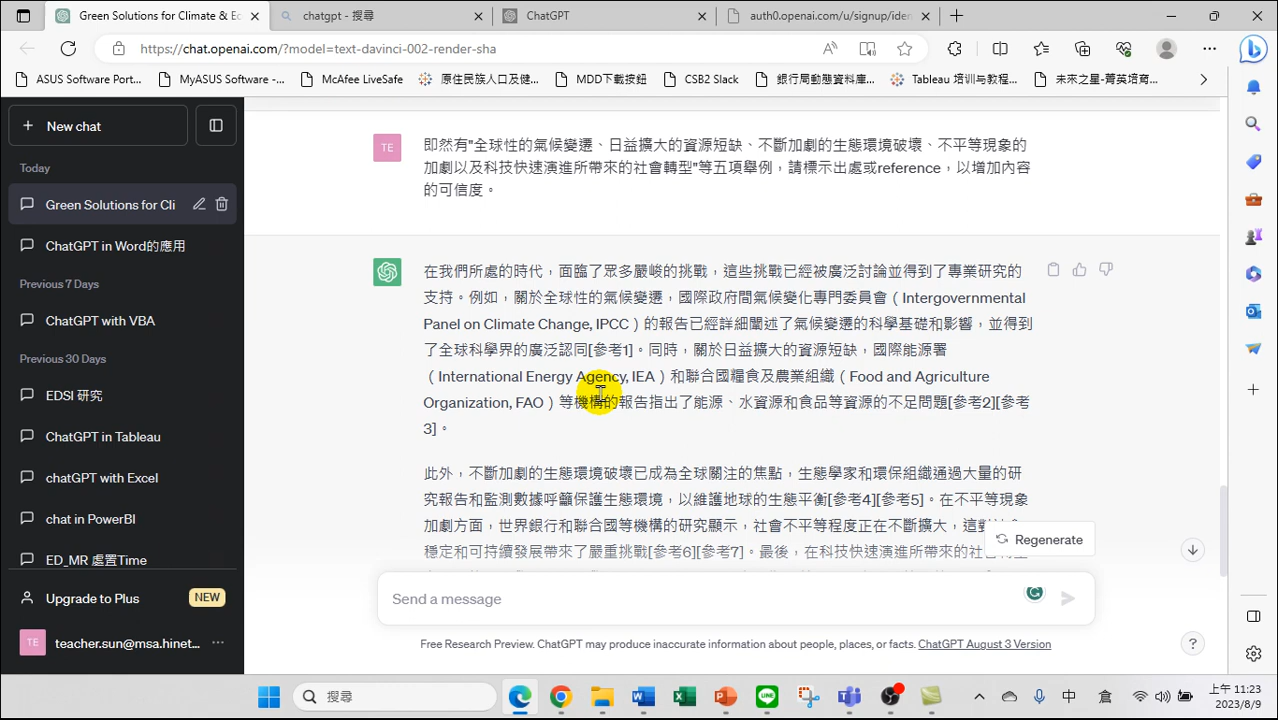 Green Solutions for Climate & Ec
chatgpt - 搜尋
ChatGPT
auth0.openai.com/u/signup/iden
https://chat.openai.com/?model=text-davinci-002-render-sha
ASUS Software Port...
MyASUS Software -...
McAfee LiveSafe
原住民族人口及健...
MDD下載按鈕
CSB2 Slack
銀行局動態資料庫...
Tableau 培训与教程...
未來之星-菁英培育...
New chat
Today
Green Solutions for Cli
ChatGPT in Word的應用
Previous 7 Days
ChatGPT with VBA
Previous 30 Days
EDSI 研究
ChatGPT in Tableau
chatGPT with Excel
chat in PowerBI
ED_MR 處置Time
Upgrade to Plus
NEW
TE
teacher.sun@msa.hinet...
TE
即然有"全球性的氣候變遷、日益擴大的資源短缺、不斷加劇的生態環境破壞、不平等現象的
加劇以及科技快速演進所帶來的社會轉型"等五項舉例，請標示出處或reference，以增加內容
的可信度。
在我們所處的時代，面臨了眾多嚴峻的挑戰，這些挑戰已經被廣泛討論並得到了專業研究的
支持。例如，關於全球性的氣候變遷，國際政府間氣候變化專門委員會（Intergovernmental
Panel on Climate Change, IPCC）的報告已經詳細闡述了氣候變遷的科學基礎和影響，並得到
了全球科學界的廣泛認同[參考1]。同時，關於日益擴大的資源短缺，國際能源署
（International Energy Agency, IEA）和聯合國糧食及農業組織（Food and Agriculture
Organization, FAO）等機構的報告指出了能源、水資源和食品等資源的不足問題[參考2][參考
3]。
此外，不斷加劇的生態環境破壞已成為全球關注的焦點，生態學家和環保組織通過大量的研
究報告和監測數據呼籲保護生態環境，以維護地球的生態平衡[參考4][參考5]。在不平等現象
加劇方面，世界銀行和聯合國等機構的研究顯示，社會不平等程度正在不斷擴大，這對社會
穩定和可持續發展帶來了嚴重挑戰[參考6][參考7]。最後，在科技快速演進所帶來的社會轉型
Regenerate
Send a message
Free Research Preview. ChatGPT may produce inaccurate information about people, places, or facts. ChatGPT August 3 Version
搜尋
中
上午 11:23
2023/8/9